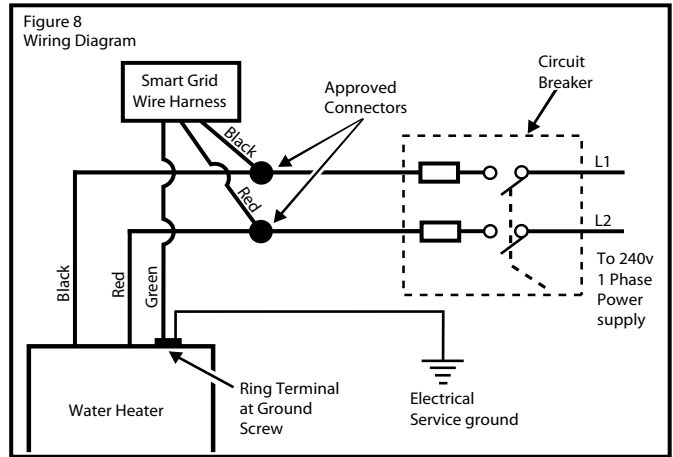 Figure 8
Wiring Diagram
Smart Grid
Wire Harness
Approved
Connectors
Circuit
Breaker
Black
Red
L1
L2
To 240v
1 Phase
Power
supply
Black
Red
Green
Water Heater
Ring Terminal
at Ground
Screw
Electrical
Service ground